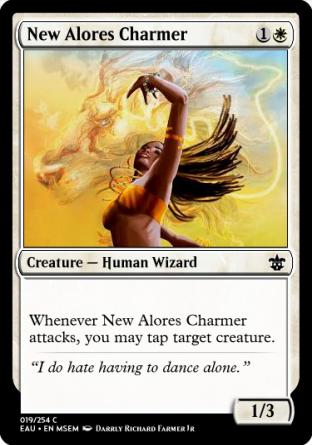 New Alores Charmer 1
Creature — Human Wizard
Whenever New Alores Charmer
attacks, you may tap target creature.
“I do hate having to dance alone.”
1/3
019/254 C
EAU • EN MSEM Darrly Richard Farmer Jr